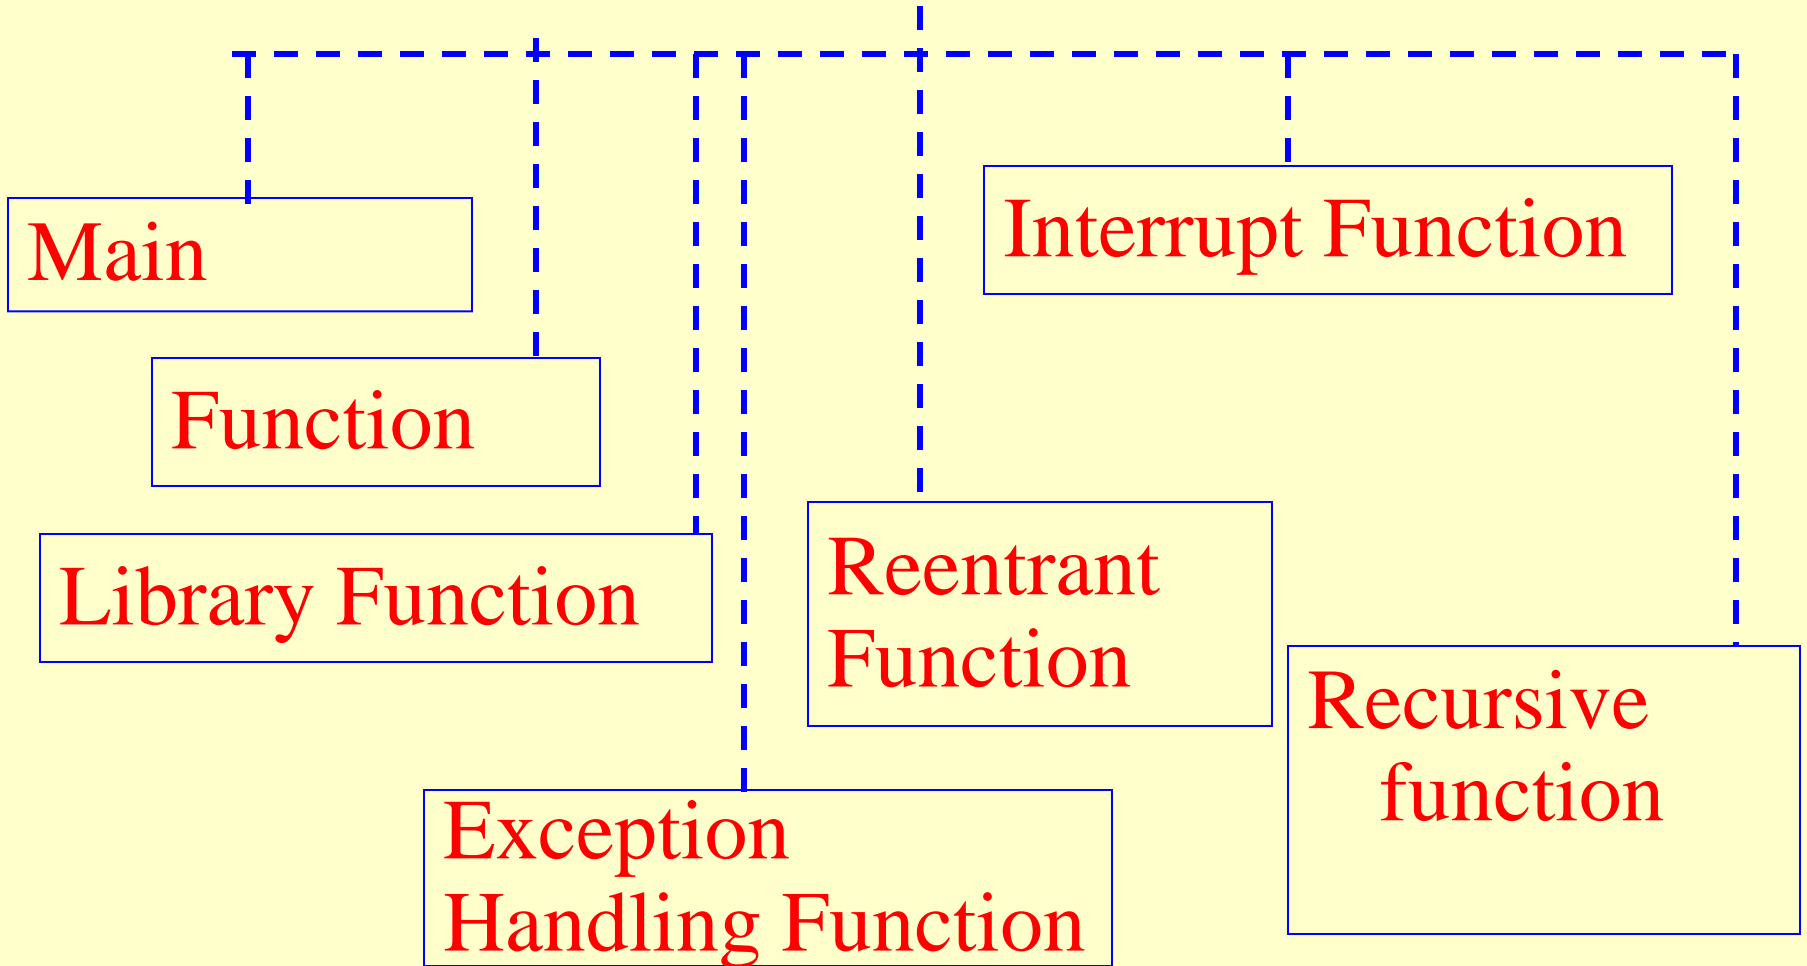 Main
Interrupt Function
Function
Library Function
Reentrant
Function
Recursive
function
Exception
Handling Function